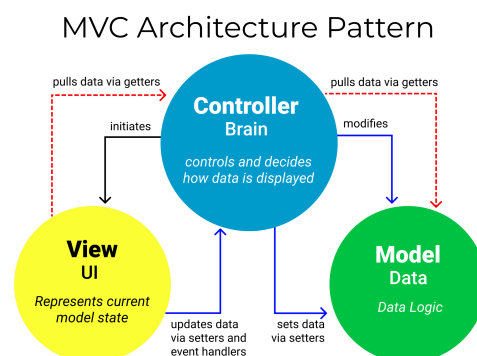 MVC Architecture Pattern
pulls data via getters
pulls data via getters
Controller
Brain
controls and decides
how data is displayed
initiates
modifies
View
UI
Represents current
model state
Model
Data
Data Logic
updates data
via setters and
event handlers
sets data
via setters